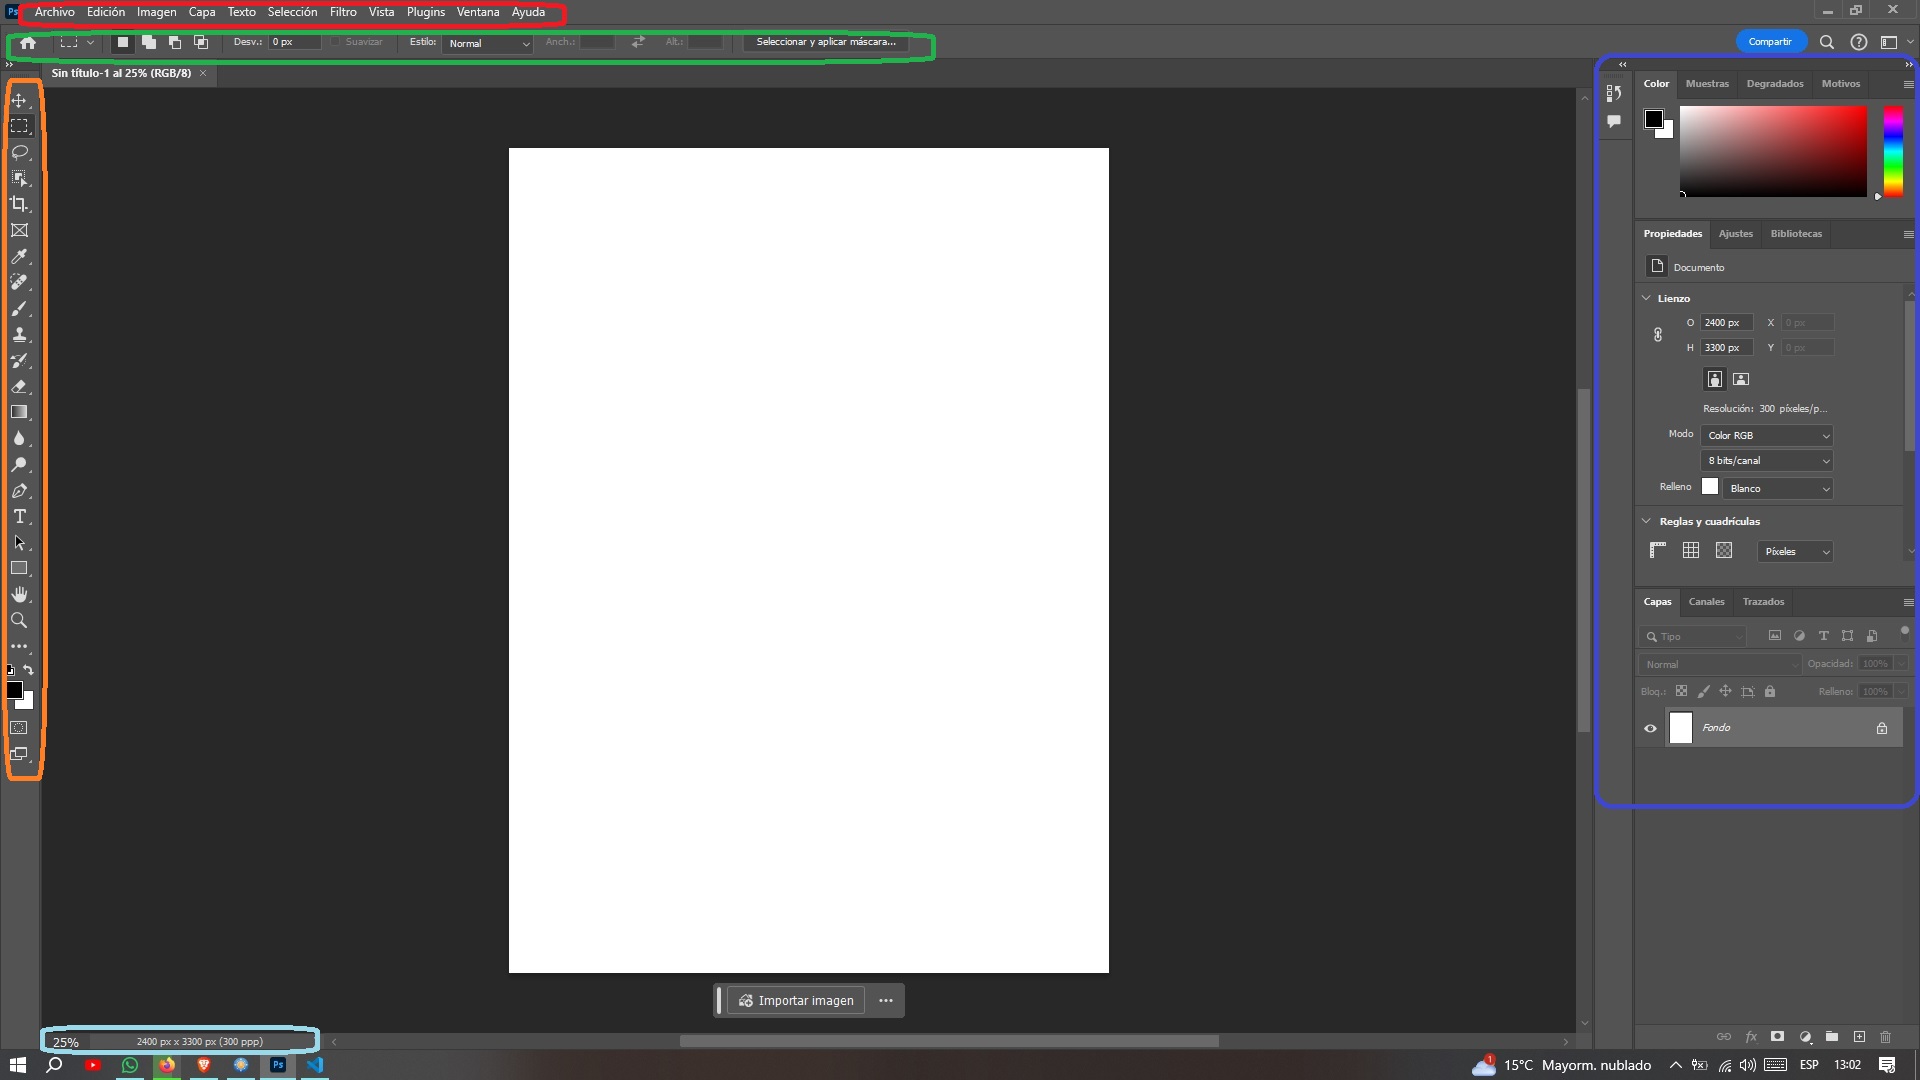 Ps Archivo Edición Imagen Capa Texto Selección Filtro Vista Plugins Ventana Ayuda
Desv.: 0 px Suavizar Estilo: Normal Anch.: Alt.: Seleccionar y aplicar máscara... Compartir
Sin título-1 al 25% (RGB/8) ×
Color Muestras Degradados Motivos
Propiedades Ajustes Bibliotecas
Documento
Lienzo
O 2400 px X 0 px
H 3300 px Y 0 px
Resolución: 300 píxeles/p...
Modo Color RGB
8 bits/canal
Relleno Blanco
Reglas y cuadrículas
Píxeles
Capas Canales Trazados
Tipo
Normal Opacidad: 100%
Bloq.: Relleno: 100%
Fondo
Importar imagen
25% 2400 px x 3300 px (300 ppp)
fx
Ps 1 15°C Mayorm. nublado ESP 13:02